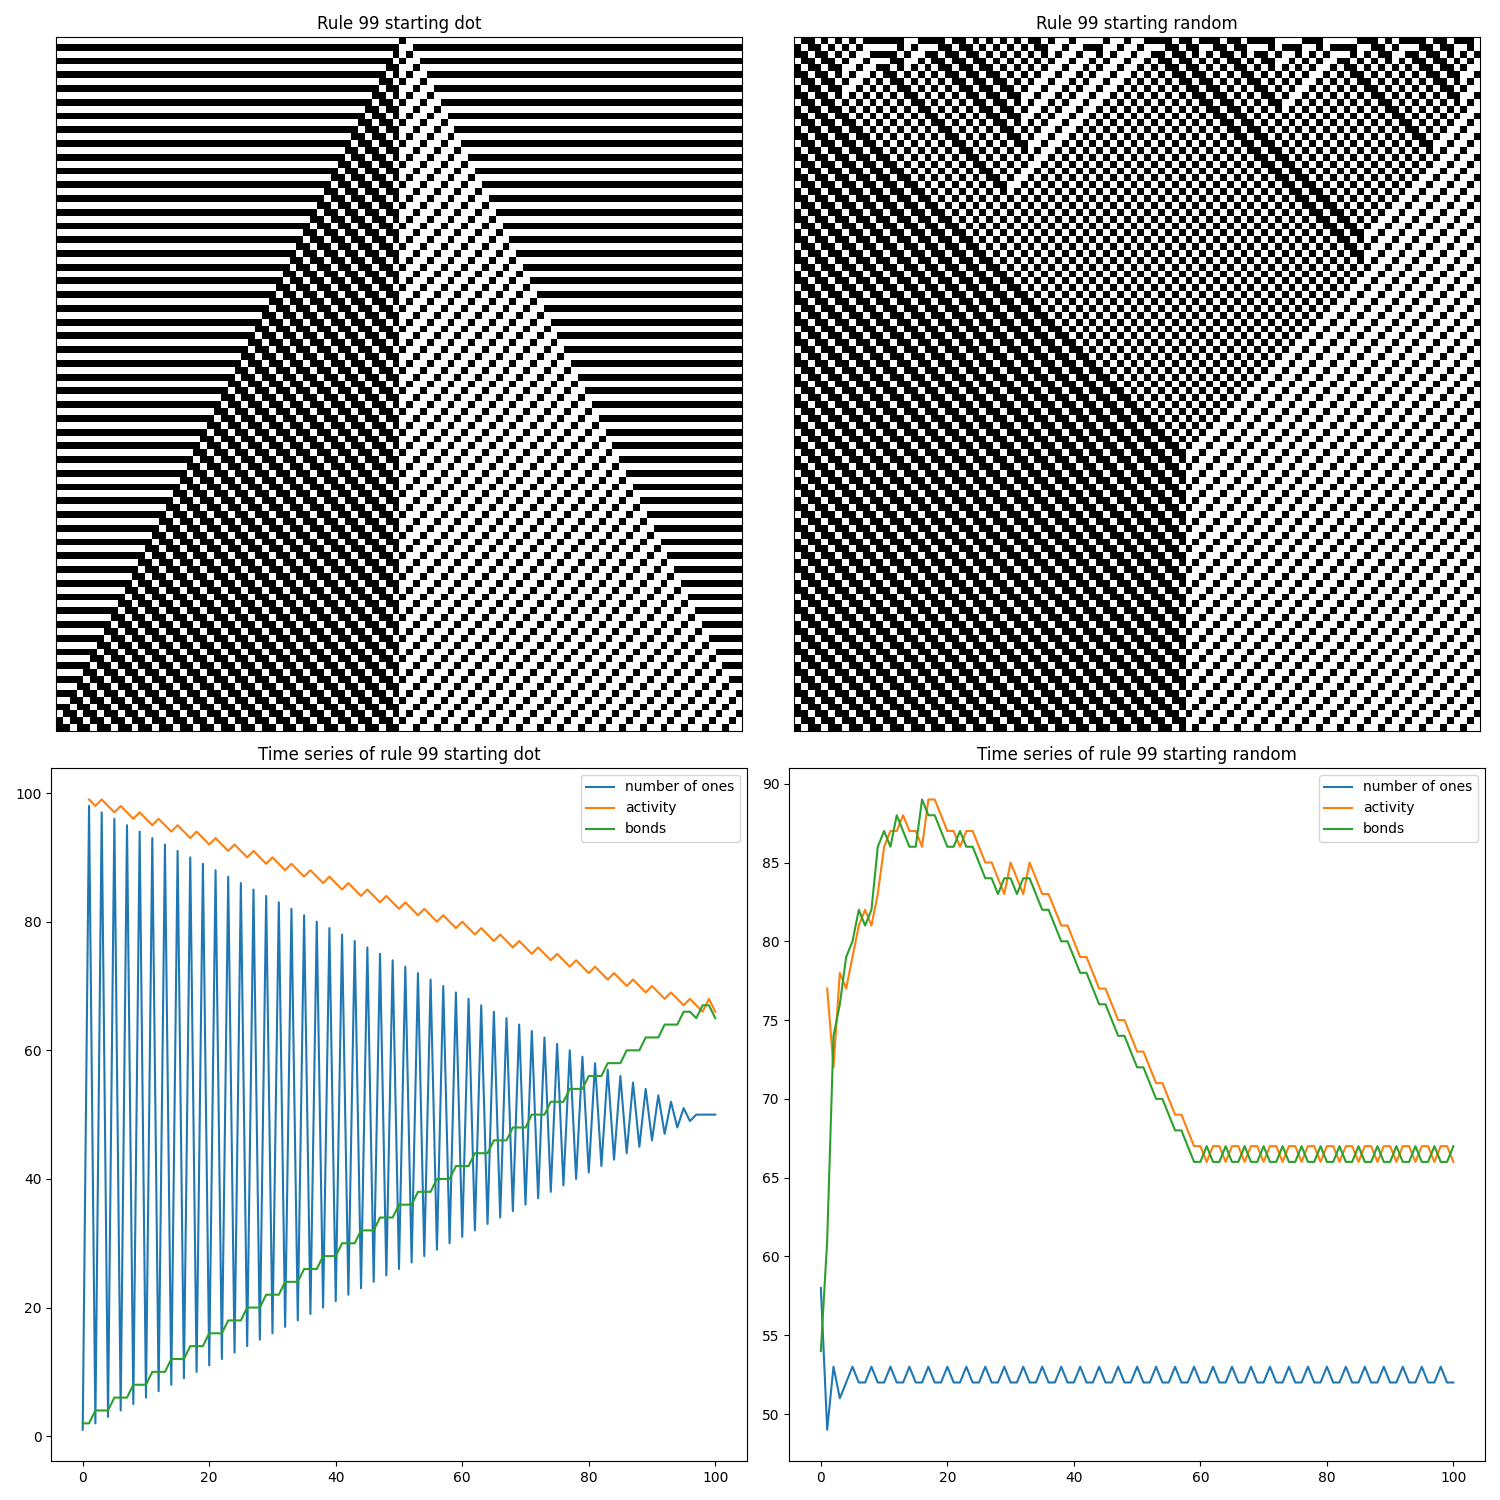 Rule 99 starting dot
Rule 99 starting random
Time series of rule 99 starting dot
number of ones
activity
bonds
100
80
60
40
20
0
0
20
40
60
80
100
Time series of rule 99 starting random
number of ones
activity
bonds
90
85
80
75
70
65
60
55
50
0
20
40
60
80
100